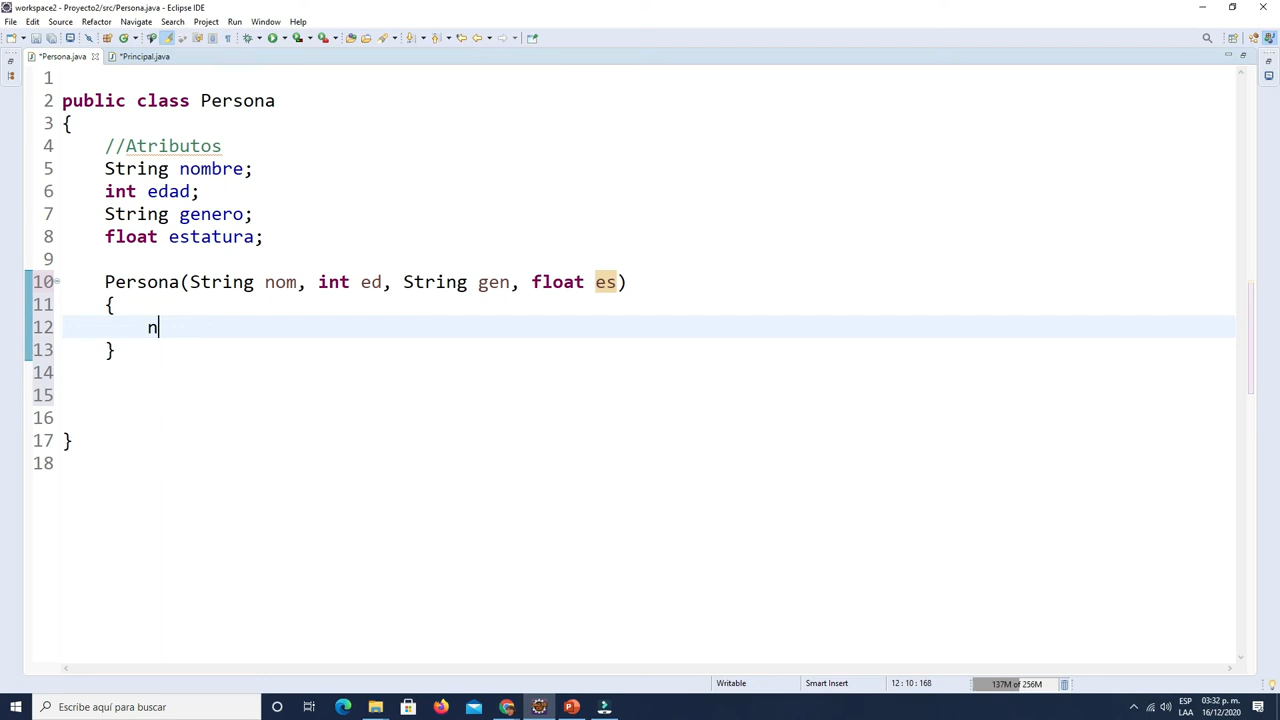 workspace2 - Proyecto2/src/Persona.java - Eclipse IDE
File Edit Source Refactor Navigate Search Project Run Window Help
*Persona.java *Principal.java
1
2 public class Persona
3 {
4 //Atributos
5 String nombre;
6 int edad;
7 String genero;
8 float estatura;
9
10 Persona(String nom, int ed, String gen, float es)
11 {
12 n
13 }
14
15
16
17 }
18
Writable Smart Insert 12 : 10 : 168 137M of 256M
Escribe aquí para buscar
ESP 03:32 p. m.
LAA 16/12/2020